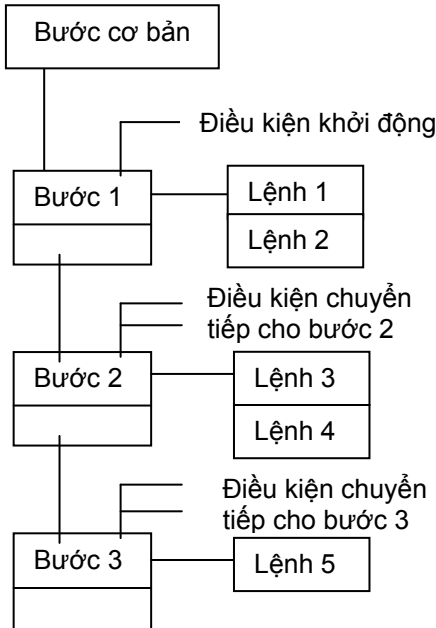 Bước cơ bản
Điều kiện khởi động
Bước 1
Lệnh 1
Lệnh 2
Điều kiện chuyển
tiếp cho bước 2
Bước 2
Lệnh 3
Lệnh 4
Điều kiện chuyển
tiếp cho bước 3
Bước 3
Lệnh 5